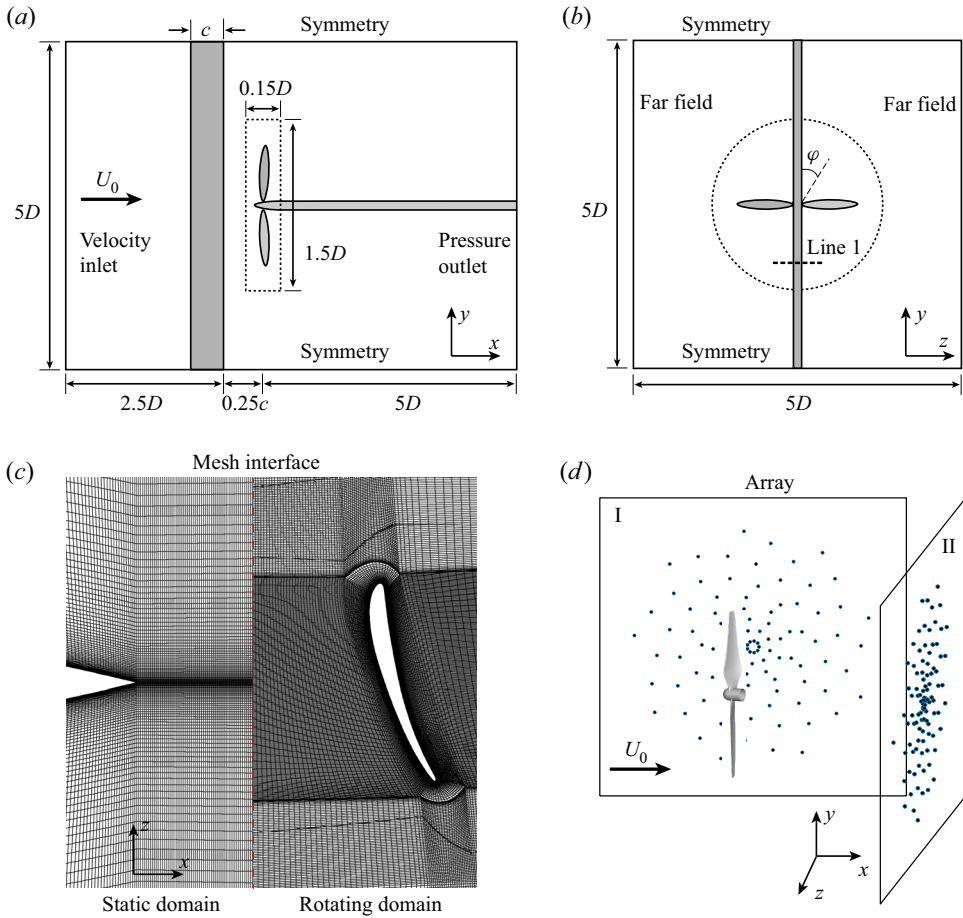 (a)
c
Symmetry
0.15D
U0
5D
Velocity
inlet
1.5D
Pressure
outlet
y
x
Symmetry
2.5D
0.25c
5D
(b)
Symmetry
Far field
Far field
φ
5D
Line 1
y
z
Symmetry
5D
(c)
Mesh interface
z
x
Static domain
Rotating domain
(d)
Array
I
II
U0
y
x
z